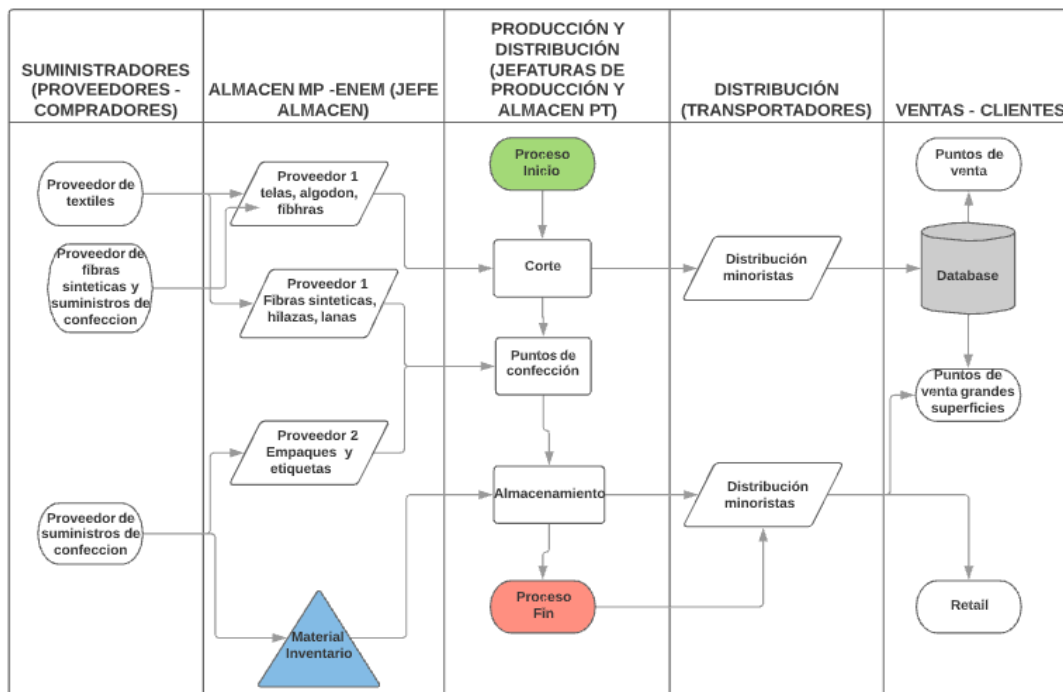 SUMINISTRADORES
(PROVEEDORES -
COMPRADORES)
ALMACEN MP -ENEM (JEFE
ALMACEN)
PRODUCCIÓN Y
DISTRIBUCIÓN
(JEFATURAS DE
PRODUCCIÓN Y
ALMACEN PT)
DISTRIBUCIÓN
(TRANSPORTADORES)
VENTAS - CLIENTES
Proveedor de
textiles
Proveedor de
fibras
sinteticas y
suministros de
confeccion
Proveedor de
suministros de
confeccion
Proveedor 1
telas, algodon,
fibhras
Proveedor 1
Fibras sinteticas,
hilazas, lanas
Proveedor 2
Empaques y
etiquetas
Material
Inventario
Proceso
Inicio
Corte
Puntos de
confección
Almacenamiento
Proceso
Fin
Distribución
minoristas
Distribución
minoristas
Puntos de
venta
Database
Puntos de
venta grandes
superficies
Retail